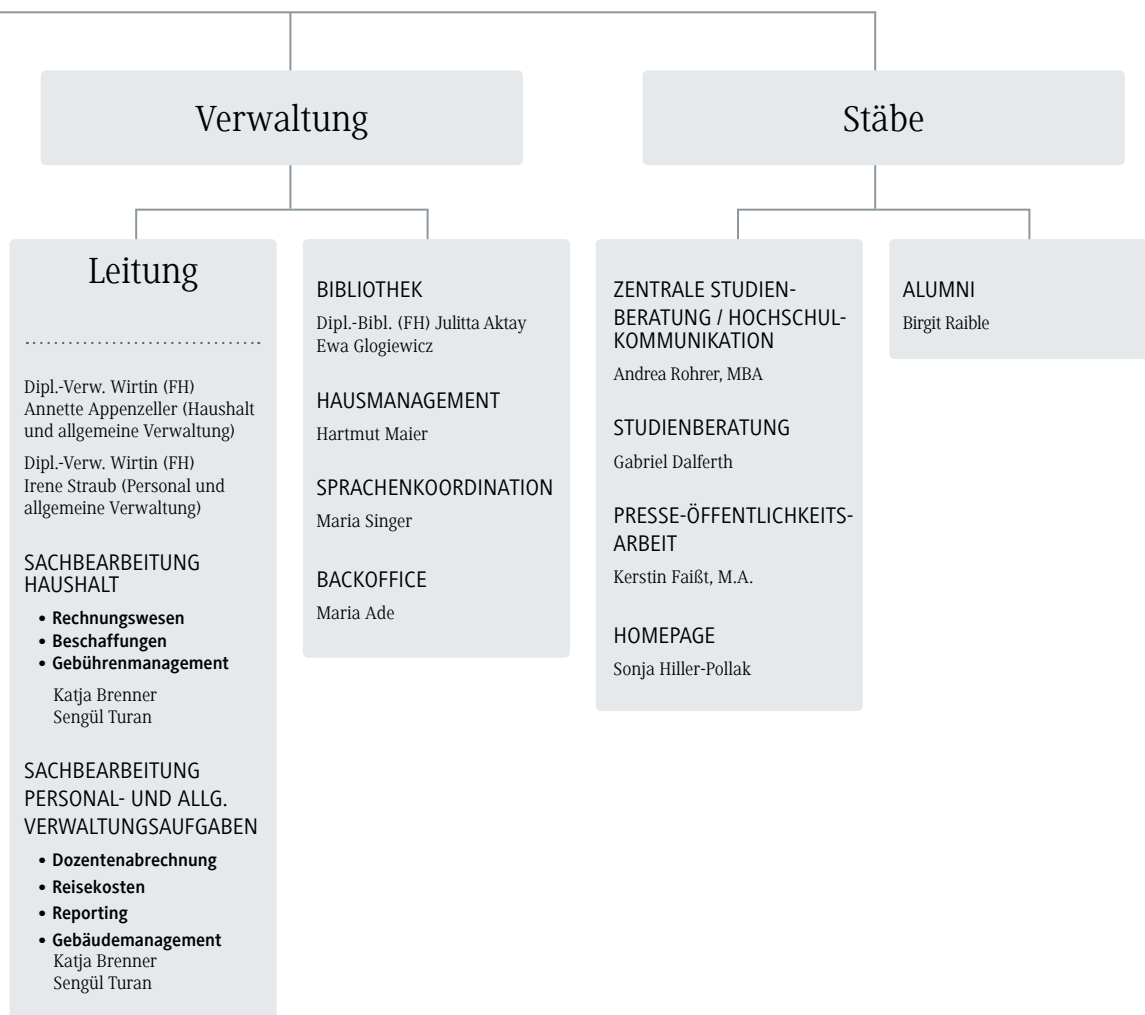 Verwaltung
Stäbe
Leitung
Dipl.-Verw. Wirtin (FH)
Annette Appenzeller (Haushalt
und allgemeine Verwaltung)
Dipl.-Verw. Wirtin (FH)
Irene Straub (Personal und
allgemeine Verwaltung)
SACHBEARBEITUNG
HAUSHALT
• Rechnungswesen
• Beschaffungen
• Gebührenmanagement
Katja Brenner
Sengül Turan
SACHBEARBEITUNG
PERSONAL- UND ALLG.
VERWALTUNGSAUFGABEN
• Dozentenabrechnung
• Reisekosten
• Reporting
• Gebäudemanagement
Katja Brenner
Sengül Turan
BIBLIOTHEK
Dipl.-Bibl. (FH) Julitta Aktay
Ewa Glogiewicz
HAUSMANAGEMENT
Hartmut Maier
SPRACHENKOORDINATION
Maria Singer
BACKOFFICE
Maria Ade
ZENTRALE STUDIEN-
BERATUNG / HOCHSCHUL-
KOMMUNIKATION
Andrea Rohrer, MBA
STUDIENBERATUNG
Gabriel Dalferth
PRESSE-ÖFFENTLICHKEITS-
ARBEIT
Kerstin Faißt, M.A.
HOMEPAGE
Sonja Hiller-Pollak
ALUMNI
Birgit Raible